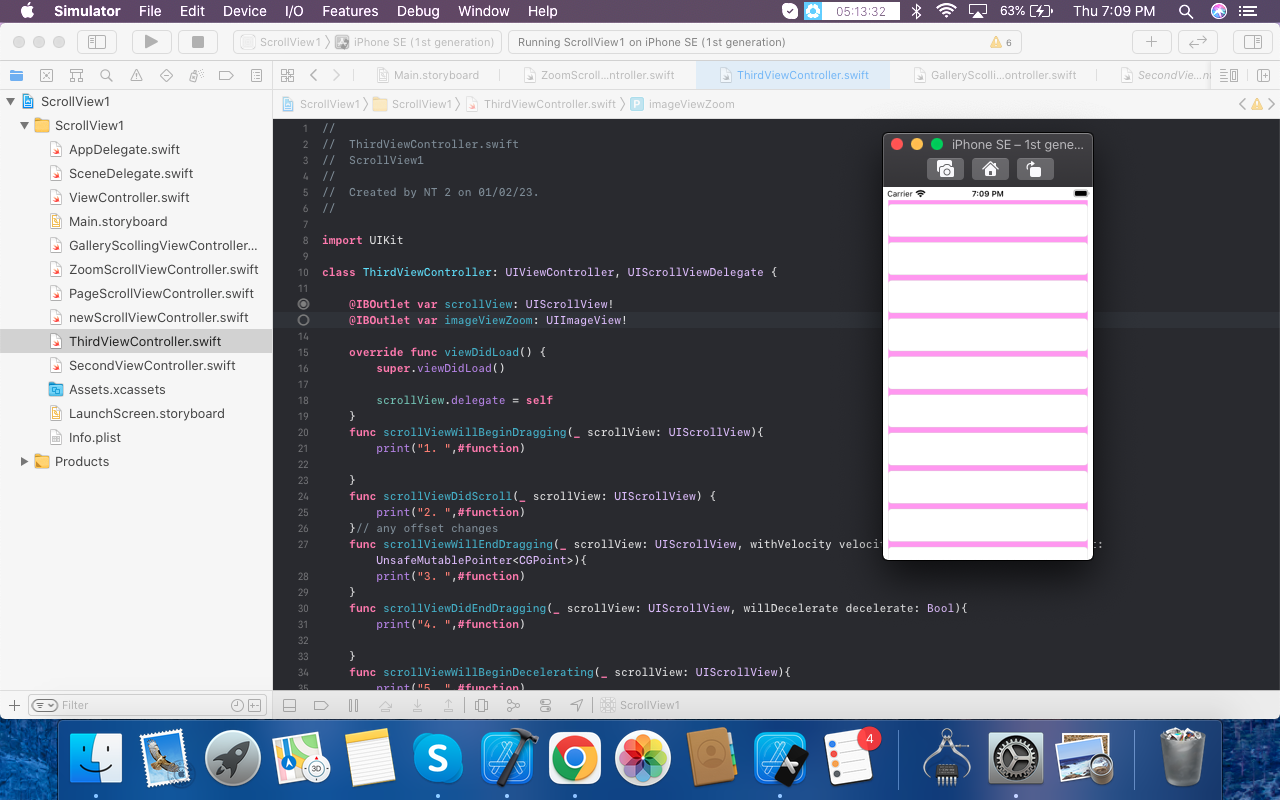 Simulator File Edit Device I/O Features Debug Window Help 05:13:32 63% Thu 7:09 PM
ScrollView1 iPhone SE (1st generation) Running ScrollView1 on iPhone SE (1st generation) 6
Main.storyboard ZoomScroll...ntroller.swift ThirdViewController.swift GalleryScolli...ontroller.swift SecondVie...
ScrollView1 ScrollView1 ThirdViewController.swift P imageViewZoom
ScrollView1
ScrollView1
AppDelegate.swift
SceneDelegate.swift
ViewController.swift
Main.storyboard
GalleryScollingViewController...
ZoomScrollViewController.swift
PageScrollViewController.swift
newScrollViewController.swift
ThirdViewController.swift
SecondViewController.swift
Assets.xcassets
LaunchScreen.storyboard
Info.plist
Products
Filter
1 //
2 //  ThirdViewController.swift
3 //  ScrollView1
4 //
5 //  Created by NT 2 on 01/02/23.
6 //
7
8 import UIKit
9
10 class ThirdViewController: UIViewController, UIScrollViewDelegate {
11
@IBOutlet var scrollView: UIScrollView!
@IBOutlet var imageViewZoom: UIImageView!
14
15 override func viewDidLoad() {
16 super.viewDidLoad()
17
18 scrollView.delegate = self
19 }
20 func scrollViewWillBeginDragging(_ scrollView: UIScrollView){
21 print("1. ",#function)
22
23 }
24 func scrollViewDidScroll(_ scrollView: UIScrollView) {
25 print("2. ",#function)
26 }// any offset changes
27 func scrollViewWillEndDragging(_ scrollView: UIScrollView, withVelocity veloci
UnsafeMutablePointer<CGPoint>){
28 print("3. ",#function)
29 }
30 func scrollViewDidEndDragging(_ scrollView: UIScrollView, willDecelerate decelerate: Bool){
31 print("4. ",#function)
32
33 }
34 func scrollViewWillBeginDecelerating(_ scrollView: UIScrollView){
35 print("5. ",#function)
ScrollView1
iPhone SE – 1st gene...
Carrier 7:09 PM
4
3D